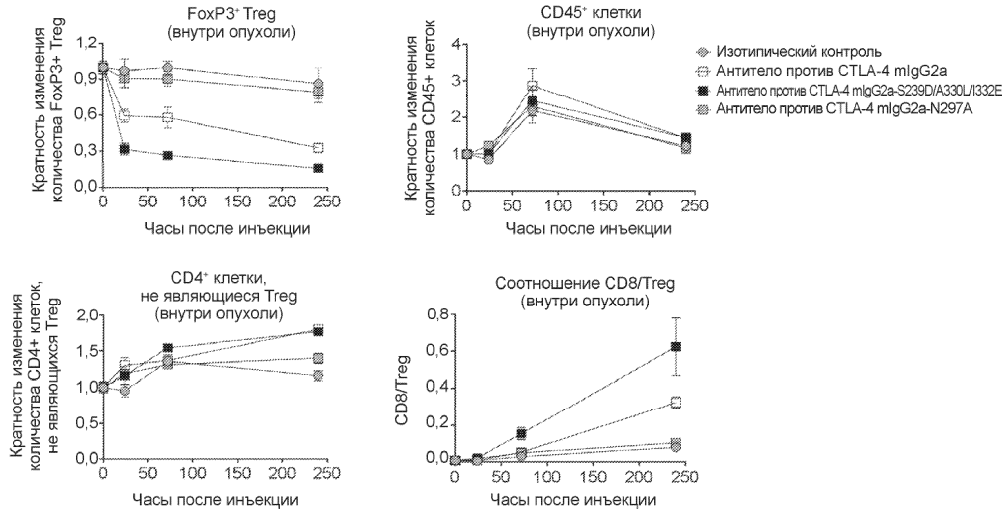 FoxP3⁺ Treg
(внутри опухоли)
Кратность изменения
количества FoxP3+ Treg
1,2
0,9
0,6
0,3
0,0
0 50 100 150 200 250
Часы после инъекции
CD45⁺ клетки
(внутри опухоли)
Кратность изменения
количества CD45+ клеток
4
3
2
1
0 50 100 150 200 250
Часы после инъекции
Изотипический контроль
Антитело против CTLA-4 mIgG2a
Антитело против CTLA-4 mIgG2a-S239D/A330L/I332E
Антитело против CTLA-4 mIgG2a-N297A
CD4⁺ клетки,
не являющиеся Treg
(внутри опухоли)
Кратность изменения
количества CD4+ клеток,
не являющихся Treg
2,0
1,5
1,0
0,5
0,0
0 50 100 150 200 250
Часы после инъекции
Соотношение CD8/Treg
(внутри опухоли)
CD8/Treg
0,8
0,6
0,4
0,2
0,0
0 50 100 150 200 250
Часы после инъекции